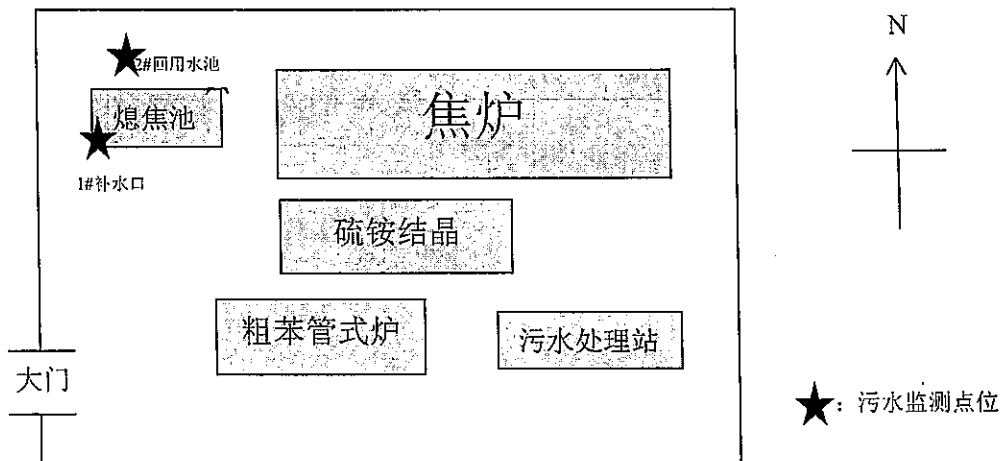 N
2#回用水池
熄焦池
焦炉
1#补水口
硫铵结晶
粗苯管式炉
污水处理站
大门
：污水监测点位